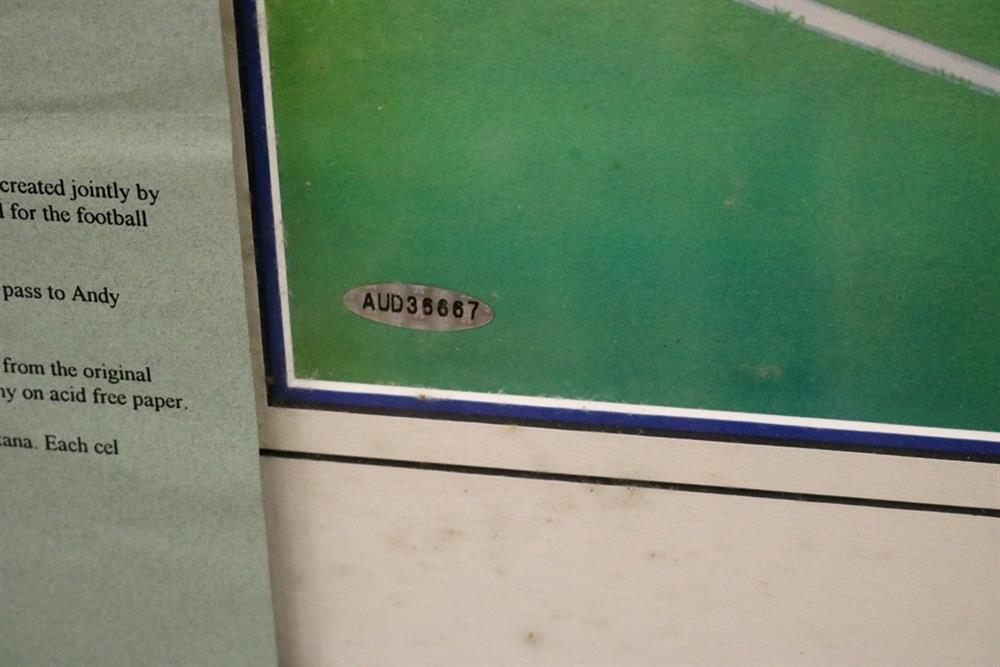 created jointly by
for the football
pass to Andy
from the original
on acid free paper.
Each cel
AUD36667